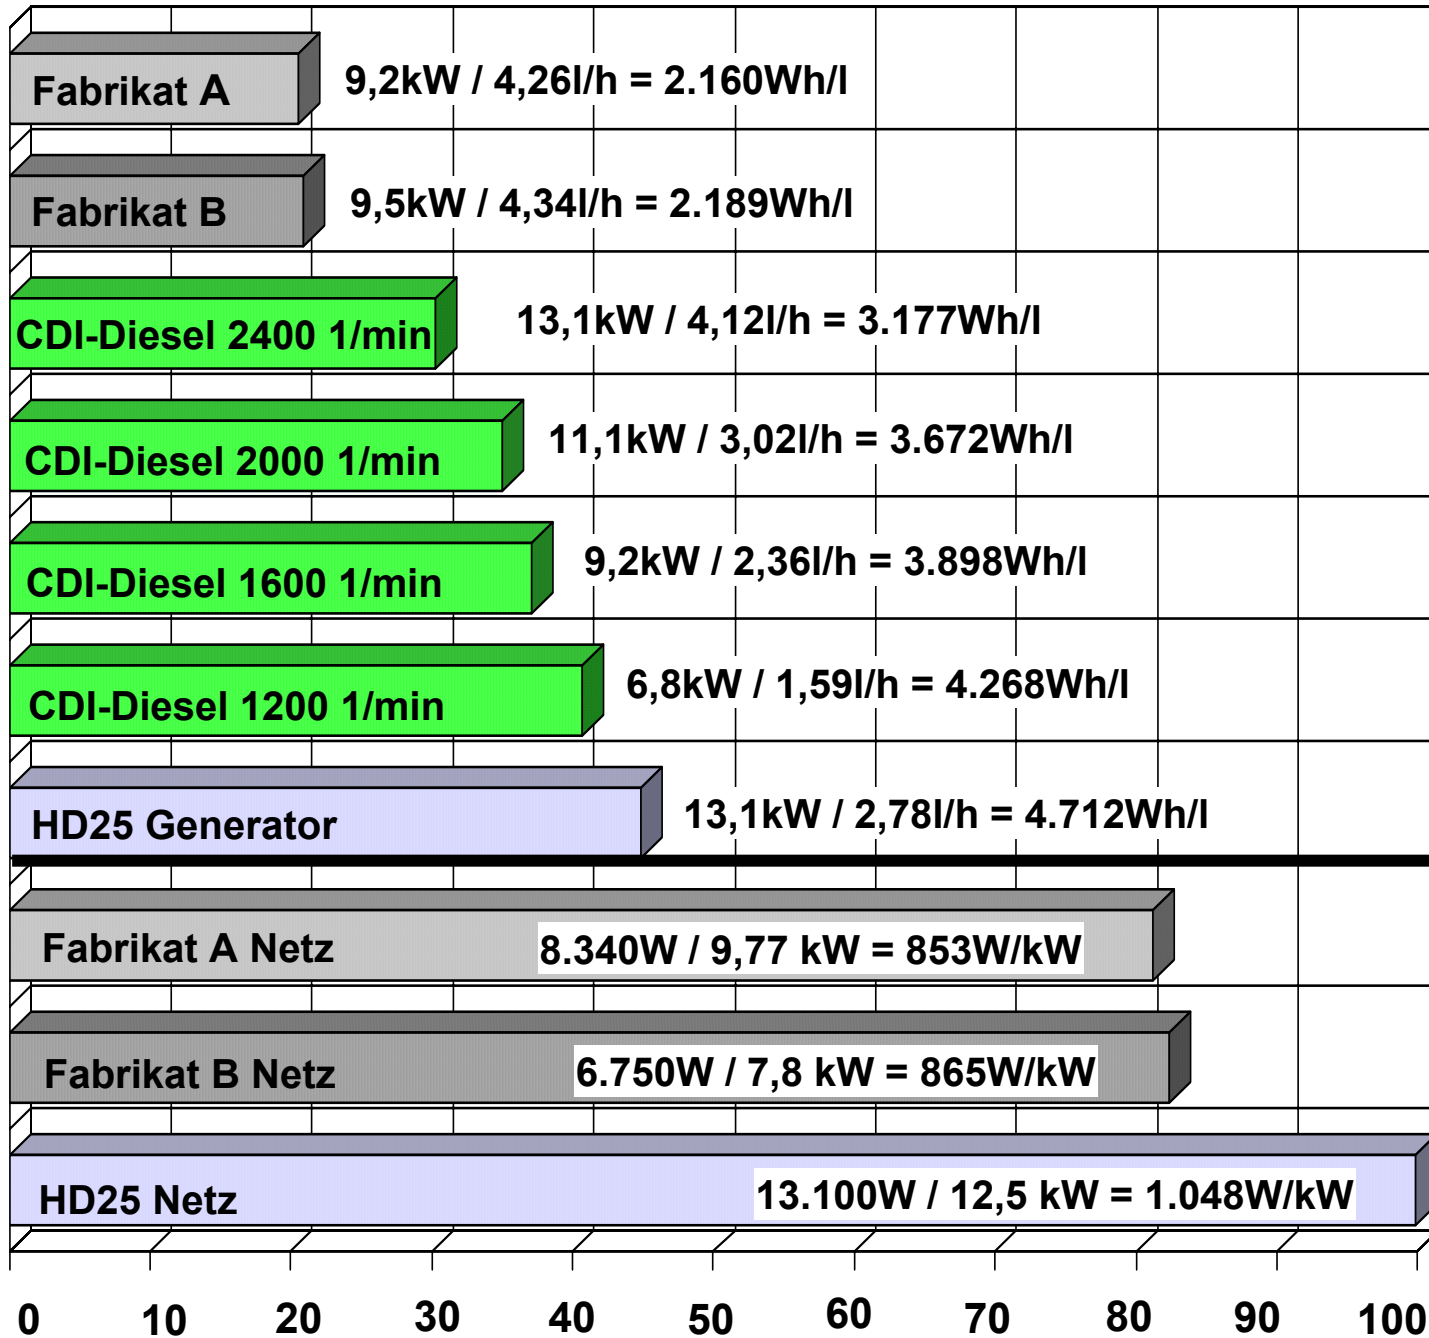 Fabrikat A
9,2kW / 4,26l/h = 2.160Wh/l
Fabrikat B
9,5kW / 4,34l/h = 2.189Wh/l
CDI-Diesel 2400 1/min
13,1kW / 4,12l/h = 3.177Wh/l
CDI-Diesel 2000 1/min
11,1kW / 3,02l/h = 3.672Wh/l
CDI-Diesel 1600 1/min
9,2kW / 2,36l/h = 3.898Wh/l
CDI-Diesel 1200 1/min
6,8kW / 1,59l/h = 4.268Wh/l
HD25 Generator
13,1kW / 2,78l/h = 4.712Wh/l
Fabrikat A Netz
8.340W / 9,77 kW = 853W/kW
Fabrikat B Netz
6.750W / 7,8 kW = 865W/kW
HD25 Netz
13.100W / 12,5 kW = 1.048W/kW
0 10 20 30 40 50 60 70 80 90 100